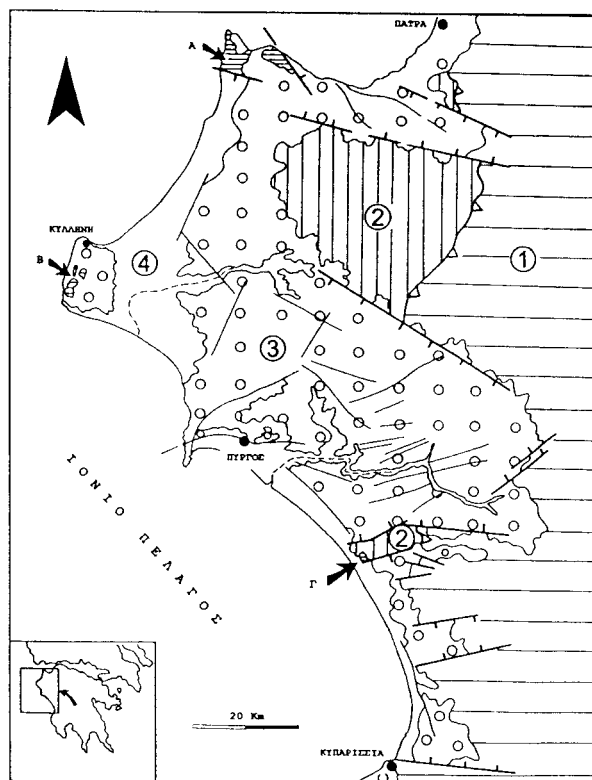 ΠΑΤΡΑ
Α
②
①
ΚΥΛΛΗΝΗ
④
Β
③
ΠΥΡΓΟΣ
ΙΟΝΙΟ ΠΕΛΑΓΟΣ
②
Γ
20 Km
ΚΥΠΑΡΙΣΣΙΑ